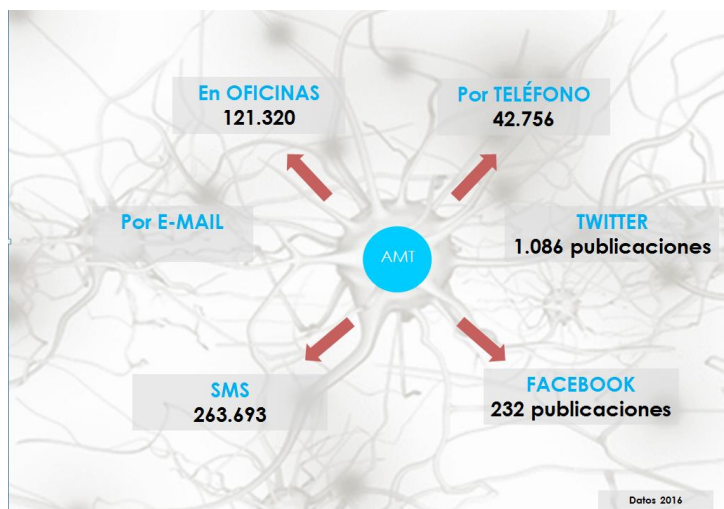 En OFICINAS
121.320
Por TELÉFONO
42.756
Por E-MAIL
AMT
TWITTER
1.086 publicaciones
SMS
263.693
FACEBOOK
232 publicaciones
Datos 2016